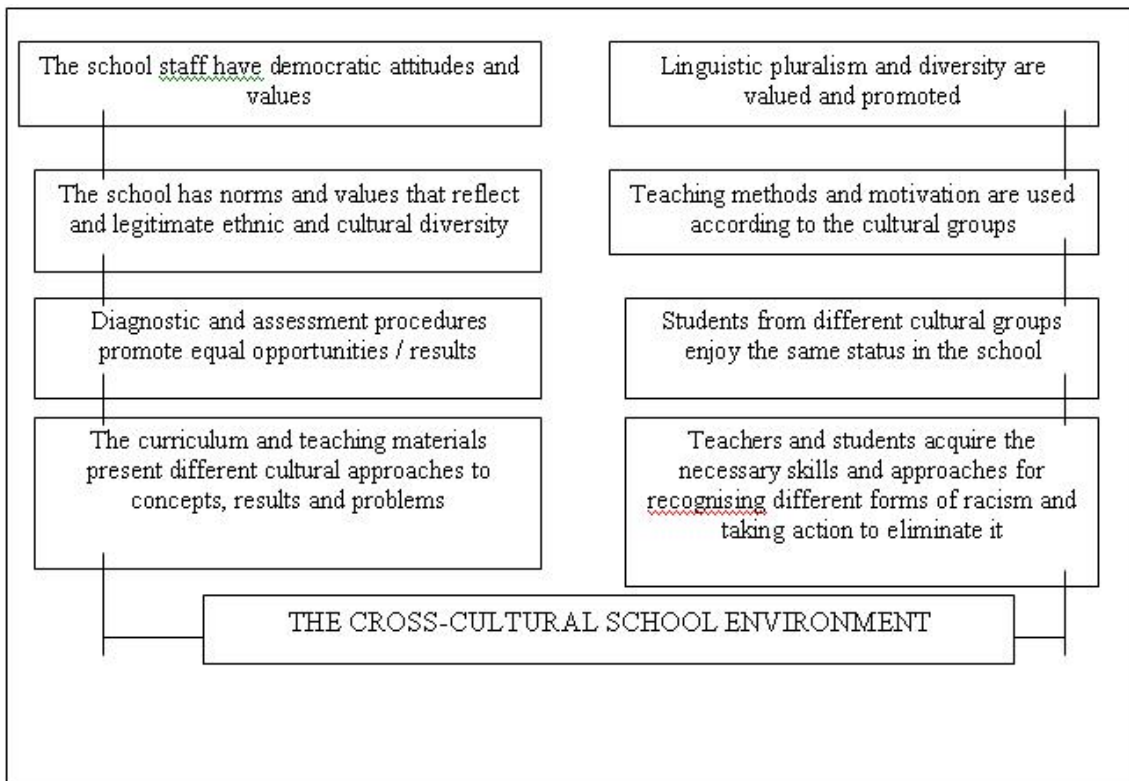 The school staff have democratic attitudes and
values
The school has norms and values that reflect
and legitimate ethnic and cultural diversity
Diagnostic and assessment procedures
promote equal opportunities / results
The curriculum and teaching materials
present different cultural approaches to
concepts, results and problems
Linguistic pluralism and diversity are
valued and promoted
Teaching methods and motivation are used
according to the cultural groups
Students from different cultural groups
enjoy the same status in the school
Teachers and students acquire the
necessary skills and approaches for
recognising different forms of racism and
taking action to eliminate it
THE CROSS-CULTURAL SCHOOL ENVIRONMENT